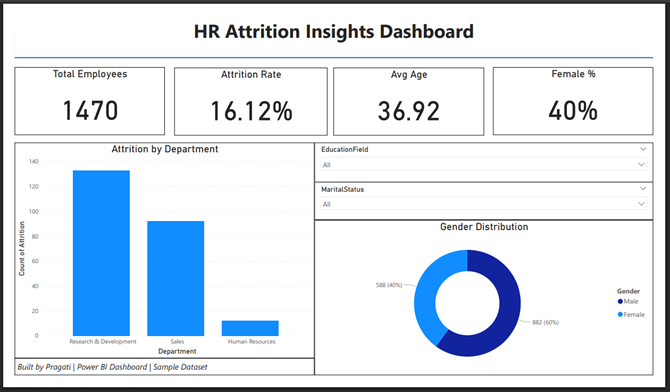 HR Attrition Insights Dashboard
Total Employees
1470
Attrition Rate
16.12%
Avg Age
36.92
Female %
40%
Attrition by Department
140
120
100
80
60
40
20
0
Count of Attrition
Research & Development
Sales
Human Resources
Department
Built by Pragati | Power BI Dashboard | Sample Dataset
EducationField
All
MaritalStatus
All
Gender Distribution
588 (40%)
882 (60%)
Gender
Male
Female